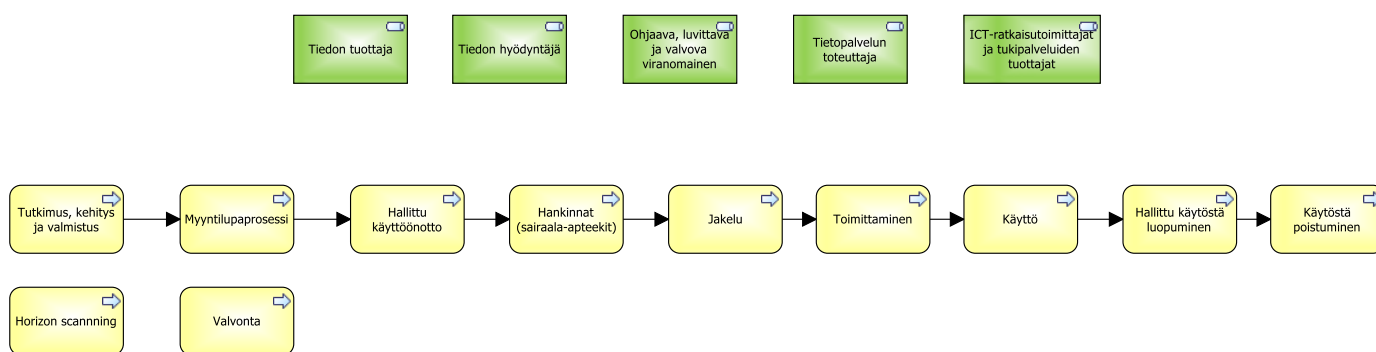 Tiedon tuottaja
Tiedon hyödyntäjä
Ohjaava, luvittava
ja valvova
viranomainen
Tietopalvelun
toteuttaja
ICT-ratkaisutoimittajat
ja tukipalveluiden
tuottajat
Tutkimus, kehitys
ja valmistus
Myyntilupaprosessi
Hallittu
käyttöönotto
Hankinnat
(sairaala-apteekit)
Jakelu
Toimittaminen
Käyttö
Hallittu käytöstä
luopuminen
Käytöstä
poistuminen
Horizon scannning
Valvonta